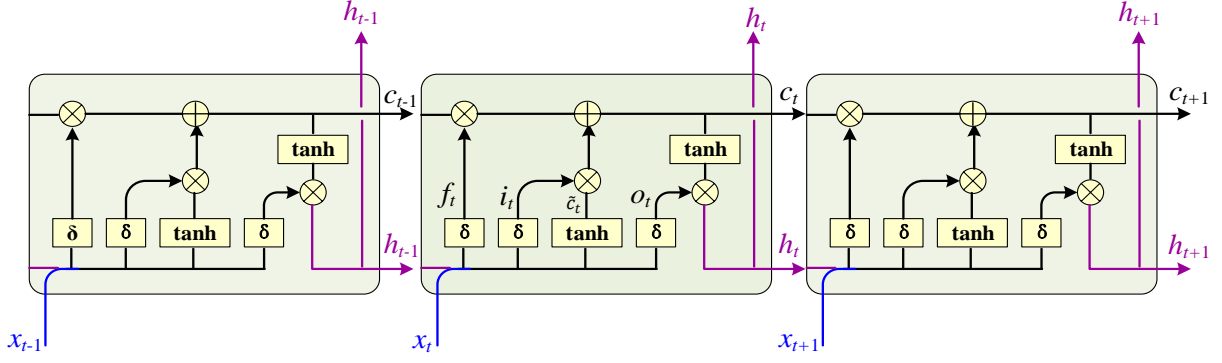 h_{t-1} h_t h_{t+1}
c_{t-1} c_t c_{t+1}
tanh tanh tanh
f_t i_t c̃_t o_t
δ δ tanh δ δ δ tanh δ δ δ tanh δ
h_{t-1} h_t h_{t+1}
x_{t-1} x_t x_{t+1}